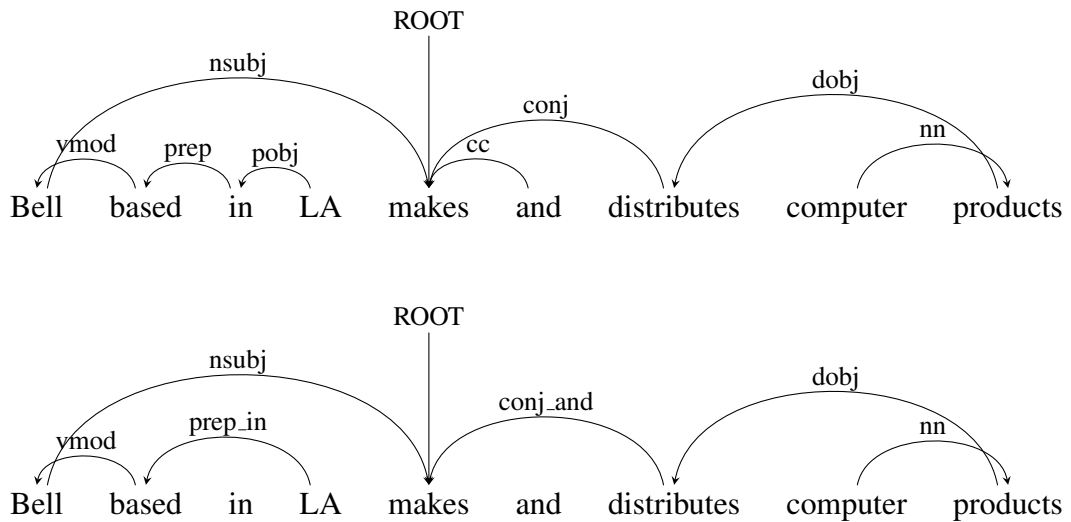 ROOT
nsubj
dobj
conj
vmod prep pobj cc nn
Bell based in LA makes and distributes computer products
ROOT
nsubj
dobj
conj_and
prep_in
vmod nn
Bell based in LA makes and distributes computer products